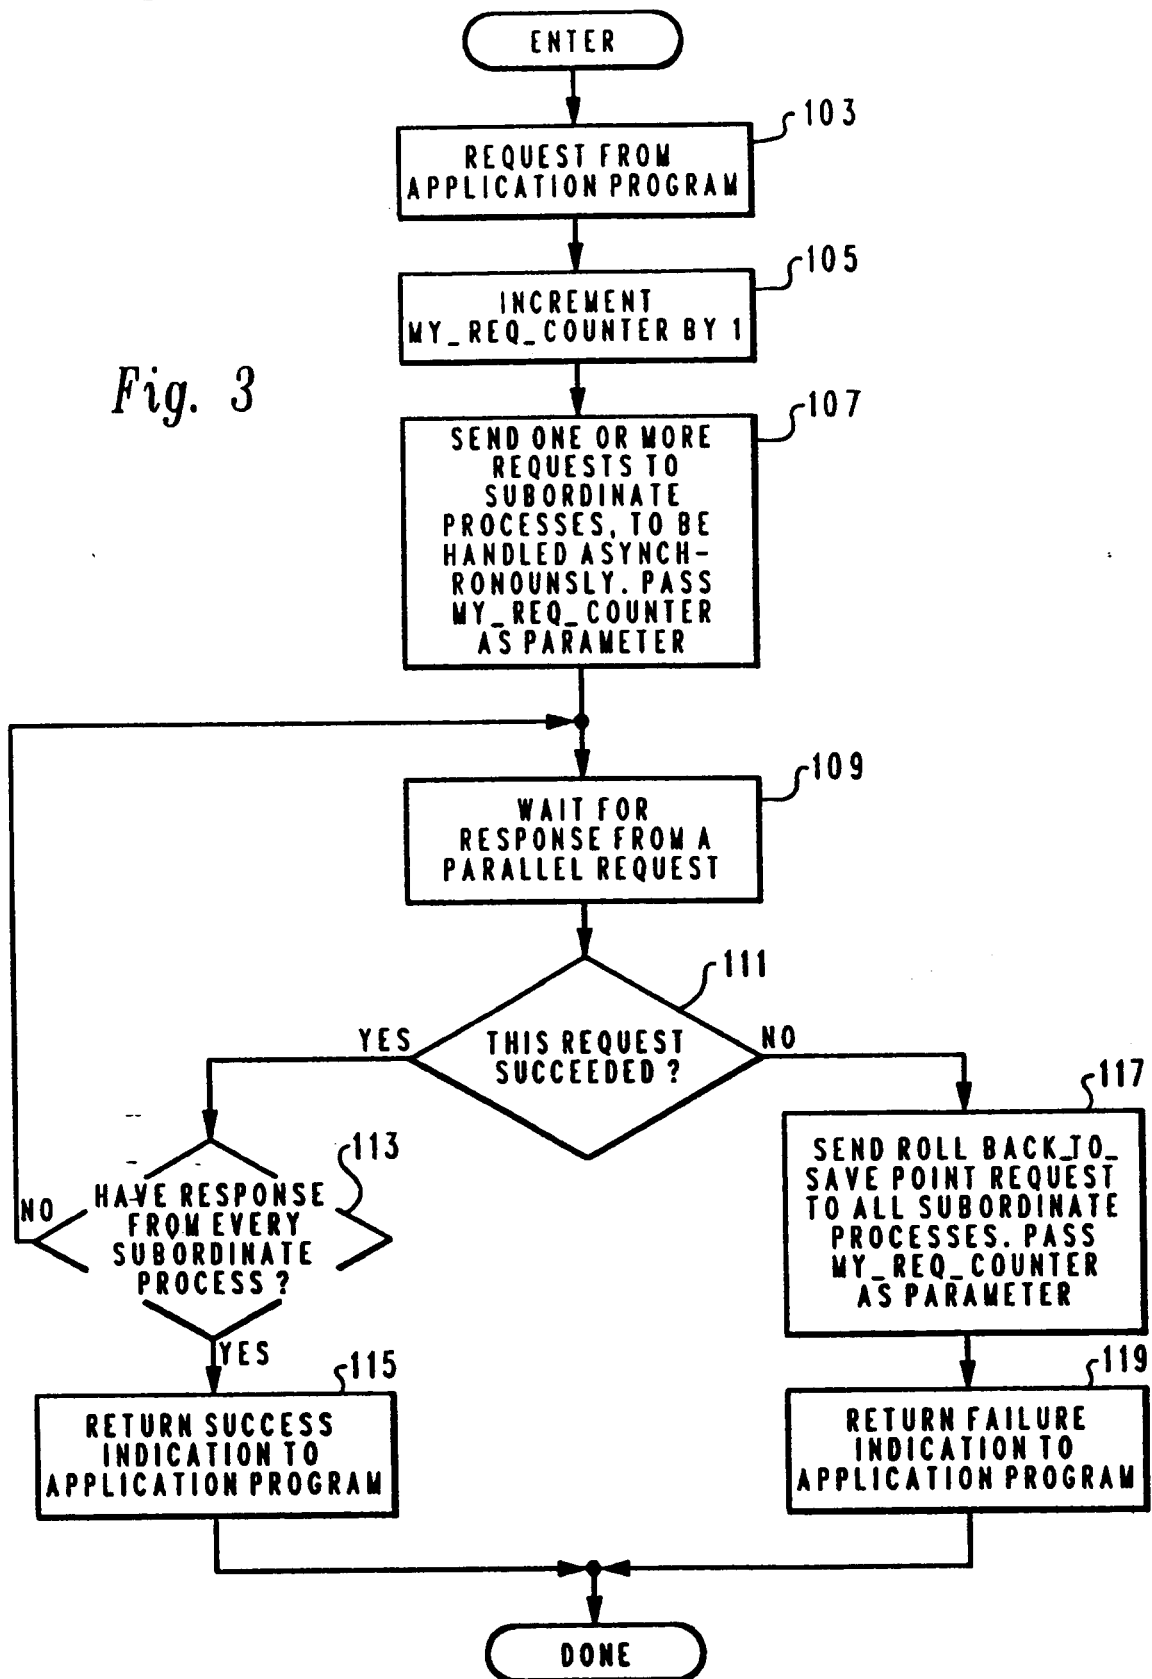 ENTER
103
REQUEST FROM
APPLICATION PROGRAM
105
INCREMENT
MY_REQ_COUNTER BY 1
Fig. 3
107
SEND ONE OR MORE
REQUESTS TO
SUBORDINATE
PROCESSES, TO BE
HANDLED ASYNCH-
RONOUNSLY. PASS
MY_REQ_COUNTER
AS PARAMETER
109
WAIT FOR
RESPONSE FROM A
PARALLEL REQUEST
111
THIS REQUEST
SUCCEEDED ?
YES
NO
113
HAVE RESPONSE
FROM EVERY
SUBORDINATE
PROCESS ?
NO
YES
117
SEND ROLL BACK_TO_
SAVE POINT REQUEST
TO ALL SUBORDINATE
PROCESSES. PASS
MY_REQ_COUNTER
AS PARAMETER
115
RETURN SUCCESS
INDICATION TO
APPLICATION PROGRAM
119
RETURN FAILURE
INDICATION TO
APPLICATION PROGRAM
DONE